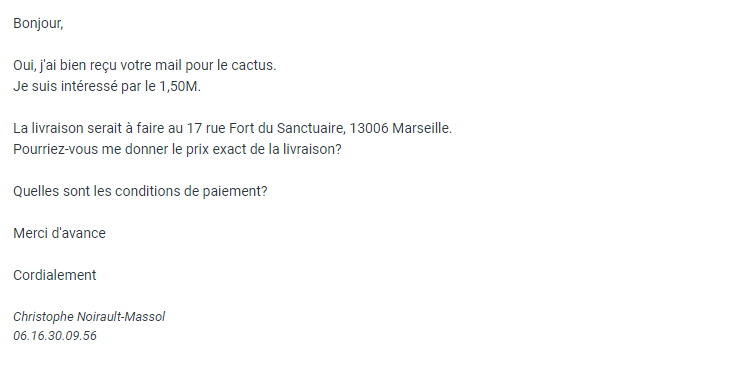 Bonjour,
Oui, j'ai bien reçu votre mail pour le cactus.
Je suis intéressé par le 1,50M.
La livraison serait à faire au 17 rue Fort du Sanctuaire, 13006 Marseille.
Pourriez-vous me donner le prix exact de la livraison?
Quelles sont les conditions de paiement?
Merci d'avance
Cordialement
Christophe Noirault-Massol
06.16.30.09.56